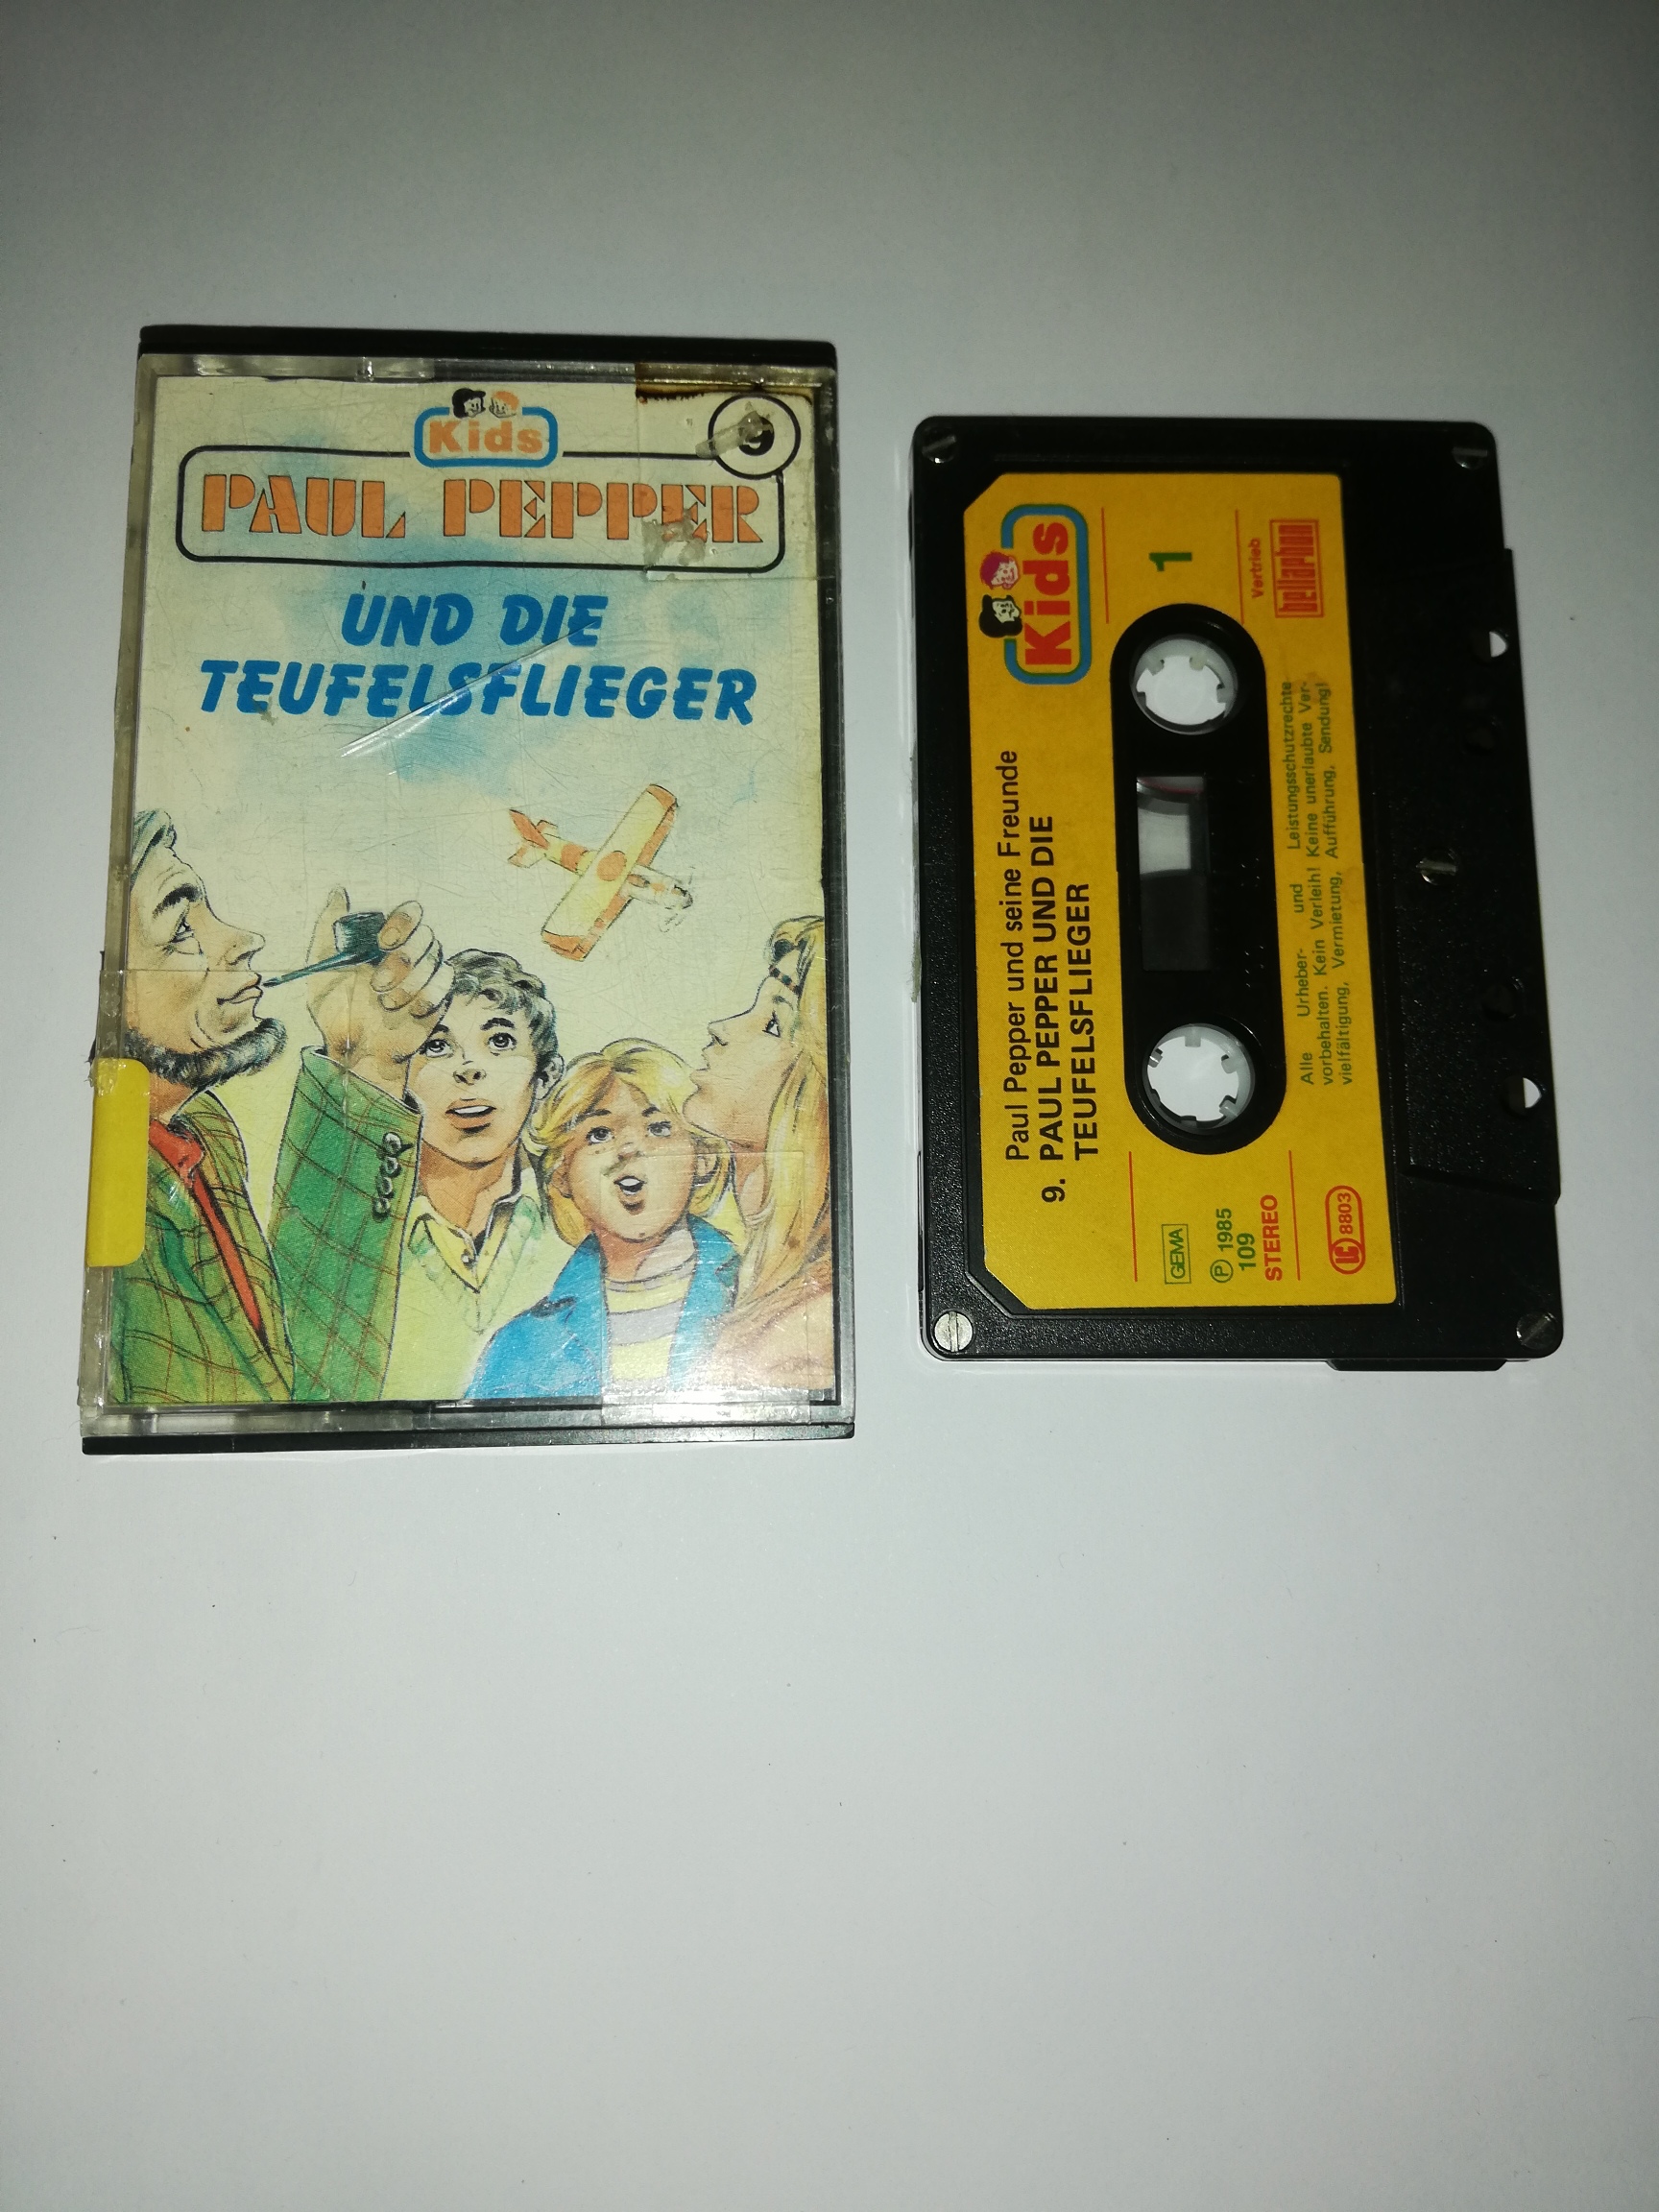 Kids
9
PAUL PEPPER
UND DIE
TEUFELSFLIEGER
Kids
Paul Pepper und seine Freunde
9. PAUL PEPPER UND DIE
TEUFELSFLIEGER
1
GEMA
Ⓟ 1985
109
STEREO
Vertrieb
bellaphon
Alle Urheber- und Leistungsschutzrechte
vorbehalten. Kein Verleih! Keine unerlaubte Ver-
vielfältigung, Vermietung, Aufführung, Sendung!
LC 8803